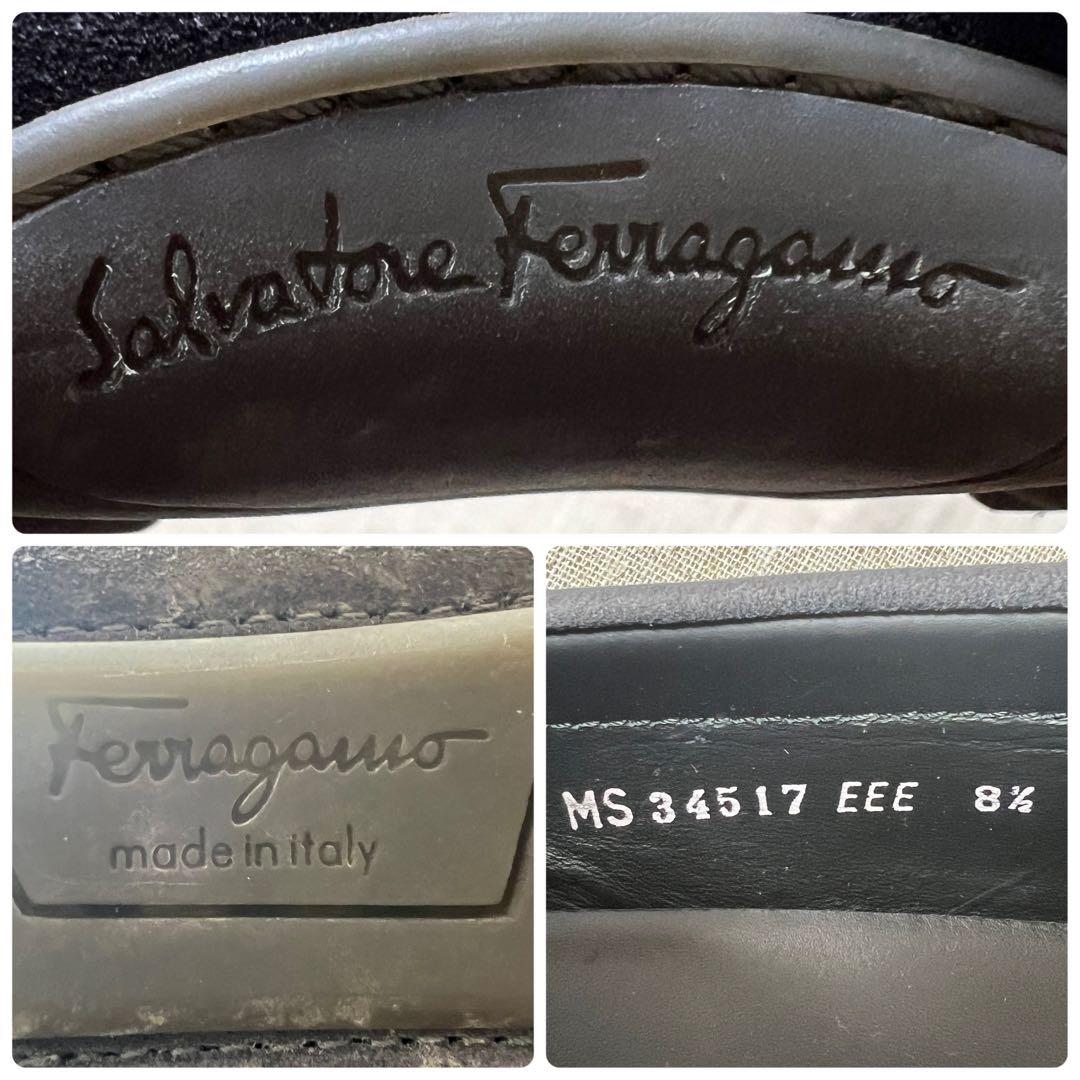 Salvatore Ferragamo
Ferragamo
made in italy
MS 34517 EEE 8½